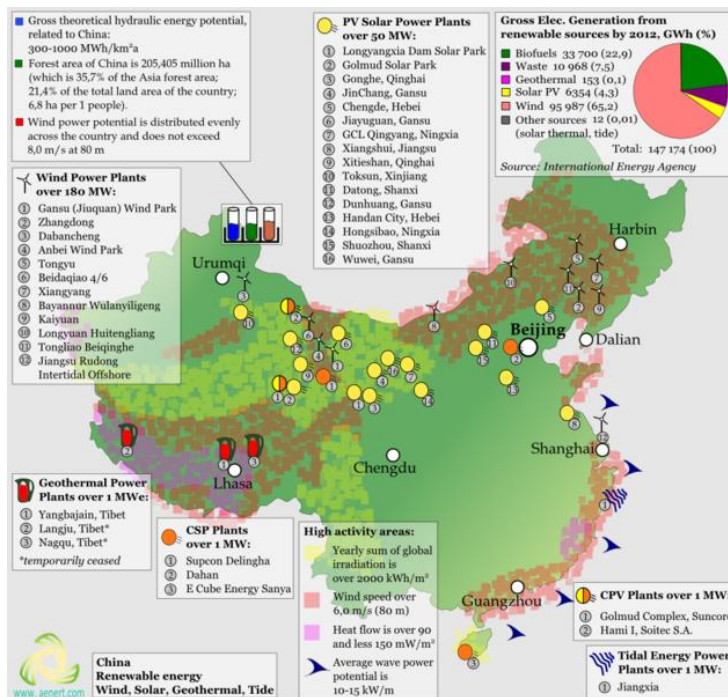 Gross theoretical hydraulic energy potential,
related to China:
300-1000 MWh/km²a
Forest area of China is 205,405 million ha
(which is 35,7% of the Asia forest area;
21,4% of the total land area of the country;
6,8 ha per 1 people).
Wind power potential is distributed evenly
across the country and does not exceed
8,0 m/s at 80 m
PV Solar Power Plants
over 50 MW:
① Longyangxia Dam Solar Park
② Golmud Solar Park
③ Gonghe, Qinghai
④ JinChang, Gansu
⑤ Chengde, Hebei
⑥ Jiayuguan, Gansu
⑦ GCL Qingyang, Ningxia
⑧ Xiangshui, Jiangsu
⑨ Xitieshan, Qinghai
⑩ Toksun, Xinjiang
⑪ Datong, Shanxi
⑫ Dunhuang, Gansu
⑬ Handan City, Hebei
⑭ Hongsibao, Ningxia
⑮ Shuozhou, Shanxi
⑯ Wuwei, Gansu
Gross Elec. Generation from
renewable sources by 2012, GWh (%)
Biofuels 33 700 (22,9)
Waste 10 968 (7,5)
Geothermal 153 (0,1)
Solar PV 6354 (4,3)
Wind 95 987 (65,2)
Other sources 12 (0,01)
(solar thermal, tide)
Total: 147 174 (100)
Source: International Energy Agency
Wind Power Plants
over 180 MW:
① Gansu (Jiuquan) Wind Park
② Zhangdong
③ Dabancheng
④ Anbei Wind Park
⑤ Tongyu
⑥ Beidaqiao 4/6
⑦ Xiangyang
⑧ Bayannur Wulanyiligeng
⑨ Kaiyuan
⑩ Longyuan Huitengliang
⑪ Tongliao Beiqinghe
⑫ Jiangsu Rudong
Intertidal Offshore
Urumqi
Harbin
Beijing
Dalian
Shanghai
Chengdu
Lhasa
Guangzhou
Geothermal Power
Plants over 1 MWe:
① Yangbajain, Tibet
② Langju, Tibet*
③ Nagqu, Tibet*
*temporarily ceased
CSP Plants
over 1 MW:
① Supcon Delingha
② Dahan
③ E Cube Energy Sanya
High activity areas:
Yearly sum of global
irradiation is
over 2000 kWh/m²
Wind speed over
6,0 m/s (80 m)
Heat flow is over 90
and less 150 mW/m²
Average wave power
potential is
10-15 kW/m
CPV Plants over 1 MW:
① Golmud Complex, Suncore
② Hami I, Soitec S.A.
Tidal Energy Power
Plants over 1 MW:
① Jiangxia
China
Renewable energy
Wind, Solar, Geothermal, Tide
www.aenert.com